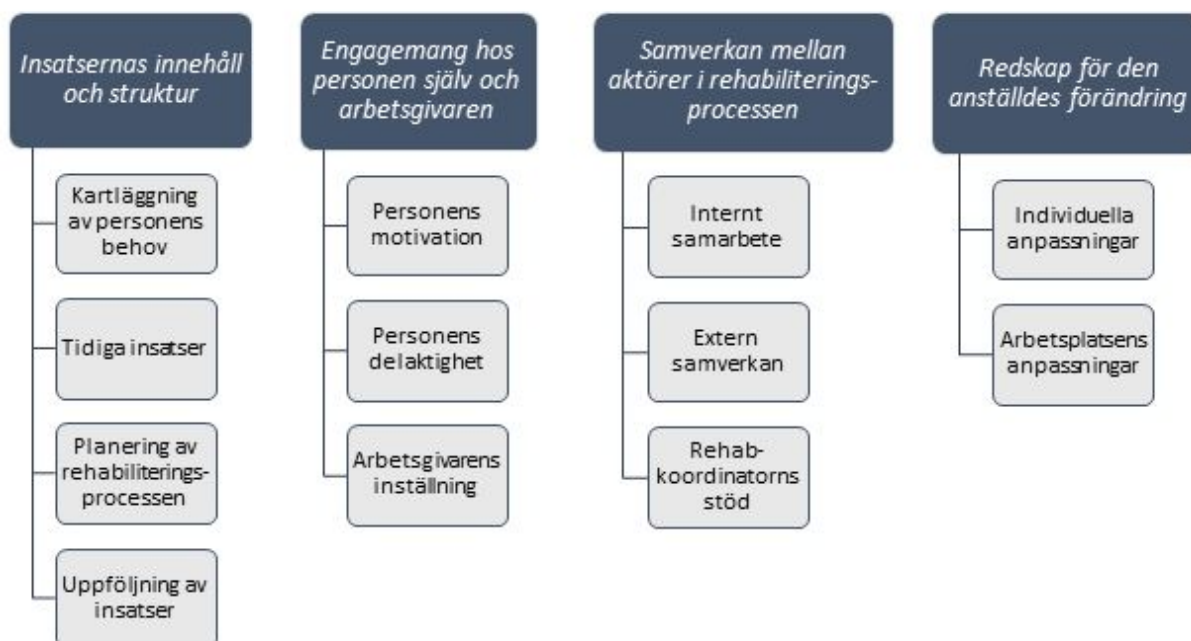 Insatsernas innehåll
och struktur
Kartläggning
av personens
behov
Tidiga insatser
Planering av
rehabiliterings-
processen
Uppföljning av
insatser
Engagemang hos
personen själv och
arbetsgivaren
Personens
motivation
Personens
delaktighet
Arbetsgivarens
inställning
Samverkan mellan
aktörer i rehabiliterings-
processen
Internt
samarbete
Extern
samverkan
Rehab-
koordinatorns
stöd
Redskap för den
anställdes förändring
Individuella
anpassningar
Arbetsplatsens
anpassningar